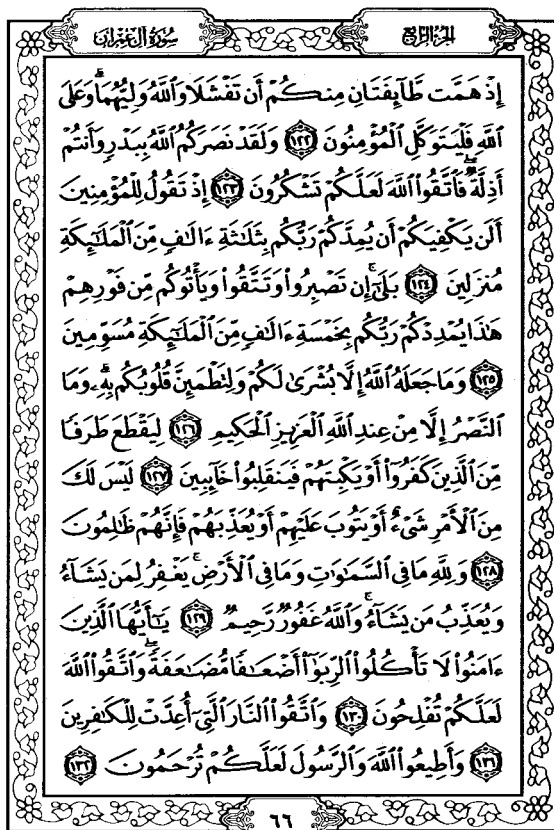 سورة آل عمران
الجزء الرابع
إِذْ هَمَّت طَّآئِفَتَانِ مِنكُمْ أَن تَفْشَلَا وَٱللَّهُ وَلِيُّهُمَا ۗ وَعَلَى
ٱللَّهِ فَلْيَتَوَكَّلِ ٱلْمُؤْمِنُونَ ١٢٢ وَلَقَدْ نَصَرَكُمُ ٱللَّهُ بِبَدْرٍ وَأَنتُمْ
أَذِلَّةٌ ۖ فَٱتَّقُوا۟ ٱللَّهَ لَعَلَّكُمْ تَشْكُرُونَ ١٢٣ إِذْ تَقُولُ لِلْمُؤْمِنِينَ
أَلَن يَكْفِيَكُمْ أَن يُمِدَّكُمْ رَبُّكُم بِثَلَٰثَةِ ءَالَٰفٍ مِّنَ ٱلْمَلَٰٓئِكَةِ
مُنزَلِينَ ١٢٤ بَلَىٰٓ ۚ إِن تَصْبِرُوا۟ وَتَتَّقُوا۟ وَيَأْتُوكُم مِّن فَوْرِهِمْ
هَٰذَا يُمْدِدْكُمْ رَبُّكُم بِخَمْسَةِ ءَالَٰفٍ مِّنَ ٱلْمَلَٰٓئِكَةِ مُسَوِّمِينَ
١٢٥ وَمَا جَعَلَهُ ٱللَّهُ إِلَّا بُشْرَىٰ لَكُمْ وَلِتَطْمَئِنَّ قُلُوبُكُم بِهِۦ ۗ وَمَا
ٱلنَّصْرُ إِلَّا مِنْ عِندِ ٱللَّهِ ٱلْعَزِيزِ ٱلْحَكِيمِ ١٢٦ لِيَقْطَعَ طَرَفًا
مِّنَ ٱلَّذِينَ كَفَرُوٓا۟ أَوْ يَكْبِتَهُمْ فَيَنقَلِبُوا۟ خَآئِبِينَ ١٢٧ لَيْسَ لَكَ
مِنَ ٱلْأَمْرِ شَىْءٌ أَوْ يَتُوبَ عَلَيْهِمْ أَوْ يُعَذِّبَهُمْ فَإِنَّهُمْ ظَٰلِمُونَ
١٢٨ وَلِلَّهِ مَا فِى ٱلسَّمَٰوَٰتِ وَمَا فِى ٱلْأَرْضِ ۚ يَغْفِرُ لِمَن يَشَآءُ
وَيُعَذِّبُ مَن يَشَآءُ ۚ وَٱللَّهُ غَفُورٌ رَّحِيمٌ ١٢٩ يَٰٓأَيُّهَا ٱلَّذِينَ
ءَامَنُوا۟ لَا تَأْكُلُوا۟ ٱلرِّبَوٰٓا۟ أَضْعَٰفًا مُّضَٰعَفَةً ۖ وَٱتَّقُوا۟ ٱللَّهَ
لَعَلَّكُمْ تُفْلِحُونَ ١٣٠ وَٱتَّقُوا۟ ٱلنَّارَ ٱلَّتِىٓ أُعِدَّتْ لِلْكَٰفِرِينَ
١٣١ وَأَطِيعُوا۟ ٱللَّهَ وَٱلرَّسُولَ لَعَلَّكُمْ تُرْحَمُونَ ١٣٢
٦٦